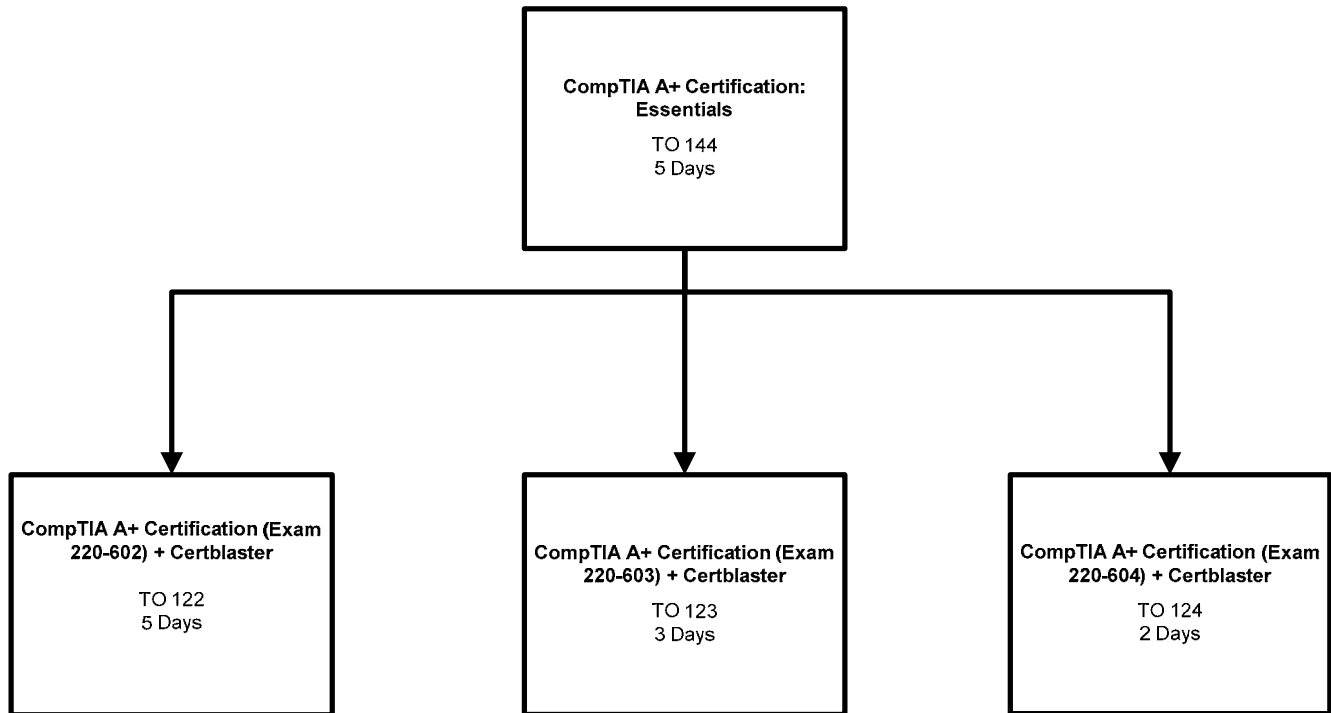 CompTIA A+ Certification:
Essentials
TO 144
5 Days
CompTIA A+ Certification (Exam
220-602) + Certblaster
TO 122
5 Days
CompTIA A+ Certification (Exam
220-603) + Certblaster
TO 123
3 Days
CompTIA A+ Certification (Exam
220-604) + Certblaster
TO 124
2 Days